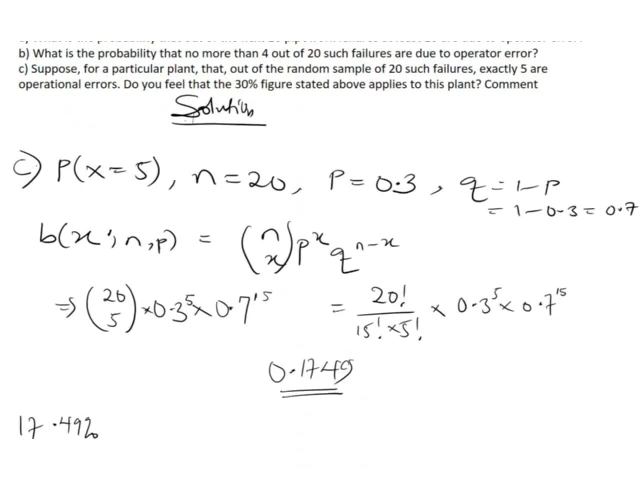 b) What is the probability that no more than 4 out of 20 such failures are due to operator error?
c) Suppose, for a particular plant, that, out of the random sample of 20 such failures, exactly 5 are
operational errors. Do you feel that the 30% figure stated above applies to this plant? Comment
Solution
c) P(x=5), n=20, P=0.3, q=1-P
= 1-0.3=0.7
b(x; n, p) = (n x) p^x q^n-x
⇒ (20 5) × 0.3^5 × 0.7^15 = 20! / 15! × 5! × 0.3^5 × 0.7^15
0.1749
17.49%